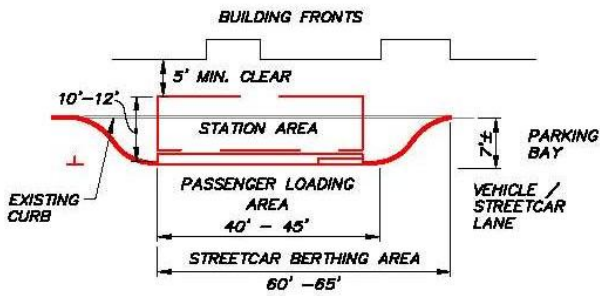 BUILDING FRONTS
5' MIN. CLEAR
10'-12'
STATION AREA
7'±
PARKING
BAY
EXISTING
CURB
PASSENGER LOADING
AREA
VEHICLE /
STREETCAR
LANE
40' - 45'
STREETCAR BERTHING AREA
60' -65'